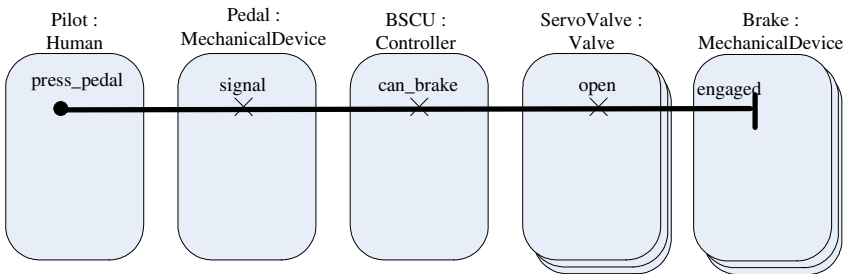 Pilot :
Human
Pedal :
MechanicalDevice
BSCU :
Controller
ServoValve :
Valve
Brake :
MechanicalDevice
press_pedal
signal
can_brake
open
engaged